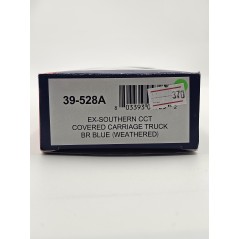 39-528A
EX-SOUTHERN CCT
COVERED CARRIAGE TRUCK
BR BLUE (WEATHERED)